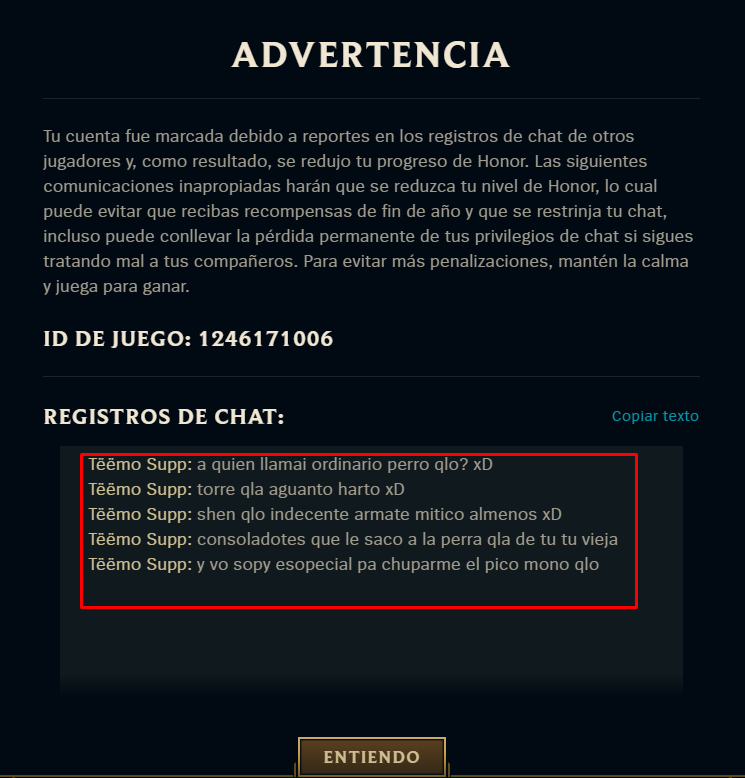 ADVERTENCIA
Tu cuenta fue marcada debido a reportes en los registros de chat de otros
jugadores y, como resultado, se redujo tu progreso de Honor. Las siguientes
comunicaciones inapropiadas harán que se reduzca tu nivel de Honor, lo cual
puede evitar que recibas recompensas de fin de año y que se restrinja tu chat,
incluso puede conllevar la pérdida permanente de tus privilegios de chat si sigues
tratando mal a tus compañeros. Para evitar más penalizaciones, mantén la calma
y juega para ganar.
ID DE JUEGO: 1246171006
REGISTROS DE CHAT:
Copiar texto
Tëëmo Supp: a quien llamai ordinario perro qlo? xD
Tëëmo Supp: torre qla aguanto harto xD
Tëëmo Supp: shen qlo indecente armate mitico almenos xD
Tëëmo Supp: consoladotes que le saco a la perra qla de tu tu vieja
Tëëmo Supp: y vo sopy esopecial pa chuparme el pico mono qlo
ENTIENDO